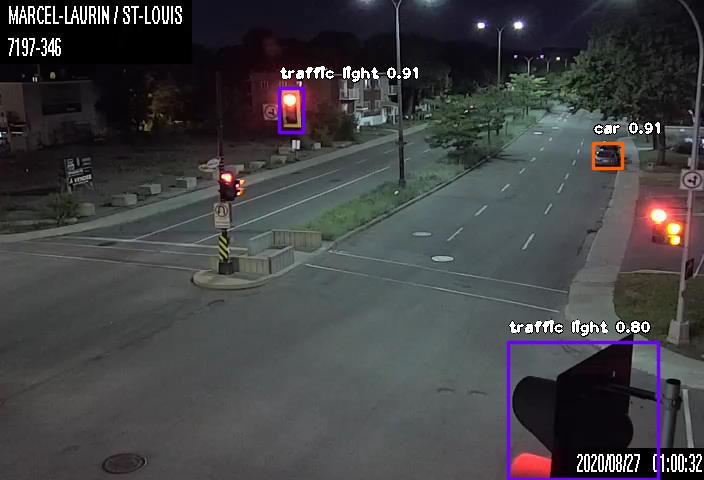 MARCEL-LAURIN / ST-LOUIS
7197-346
traffic light 0.91
car 0.91
À VENDRE
traffic light 0.80
2020/08/27 01:00:32